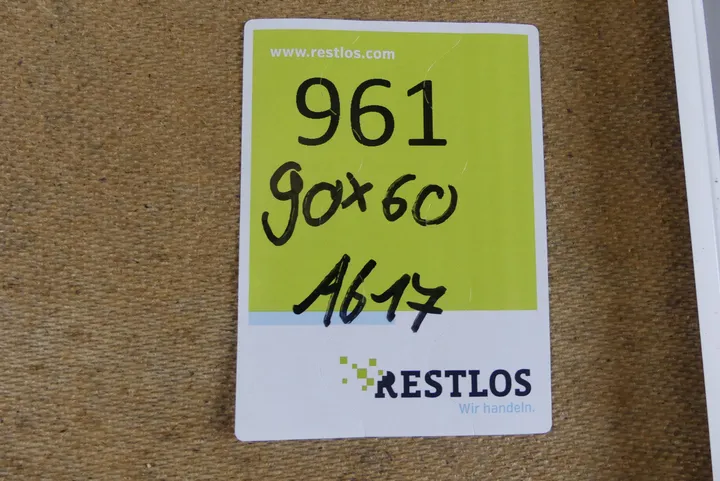 www.restlos.com
961
90x60
A617
RESTLOS
Wir handeln.